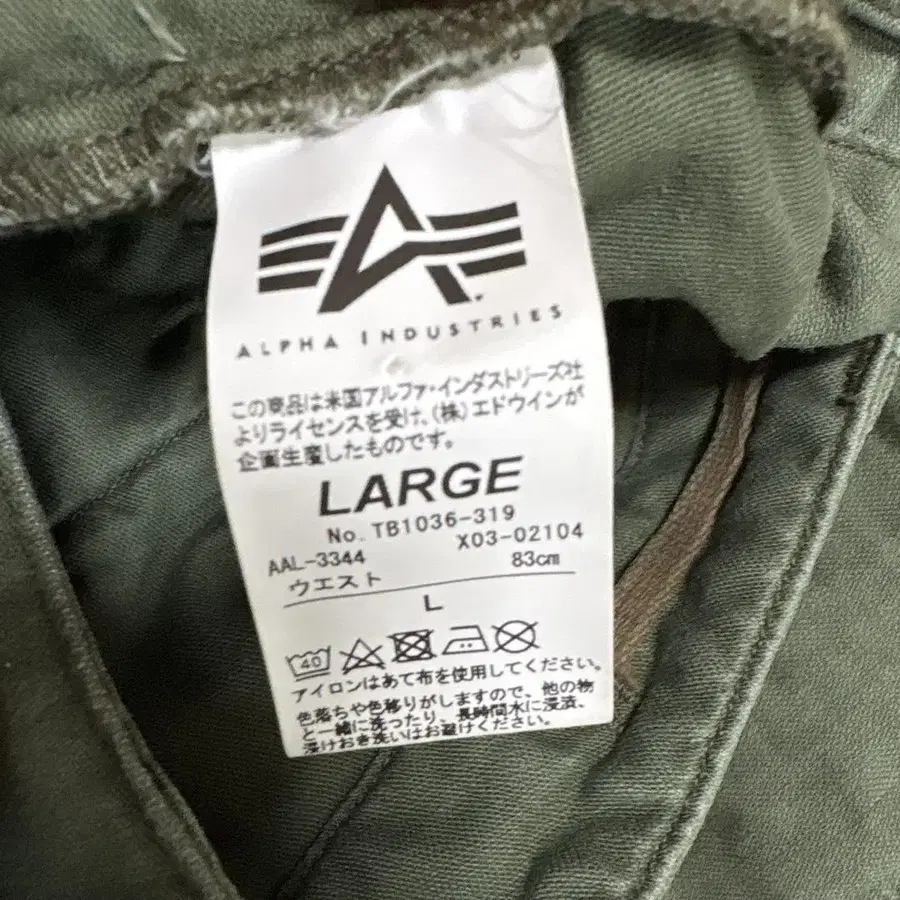 ALPHA INDUSTRIES
この商品は米国アルファ・インダストリーズ社
よりライセンスを受け、(株)エドウインが
企画生産したものです。
LARGE
No. TB1036-319
AAL-3344 X03-02104
ウエスト 83cm
L
40
アイロンはあて布を使用してください。
色落ちや色移りがしますので、他の物
と一緒に洗ったり、長時間水に浸漬、
浸けおき洗いはお避けください。